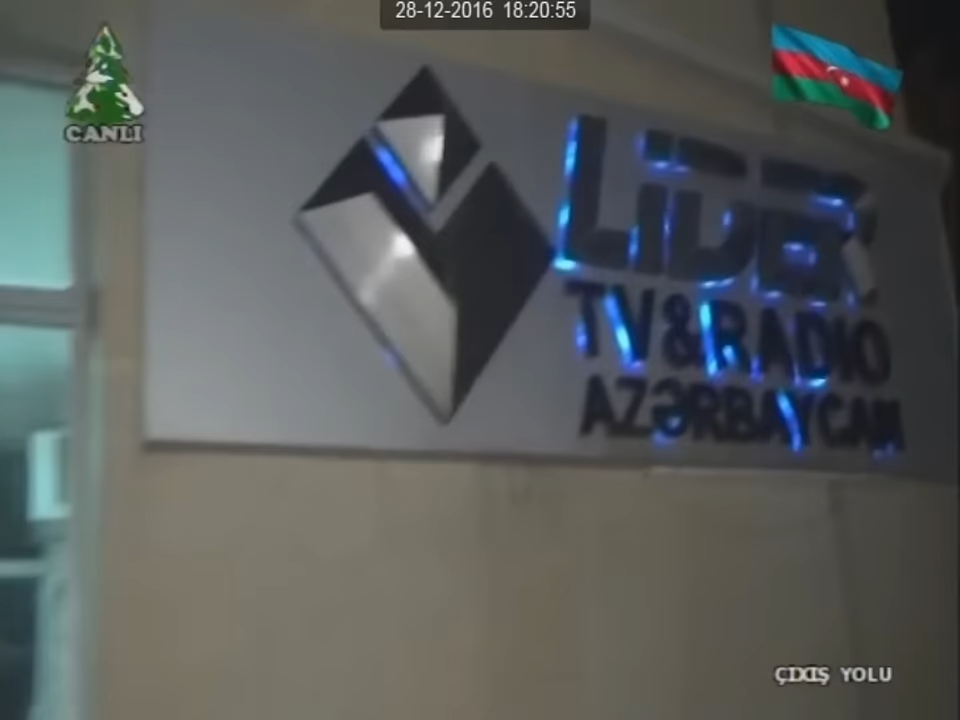 28-12-2016 18:20:55
CANLI
LİDER
TV&RADIO
AZƏRBAYCAN
ÇIXIŞ YOLU